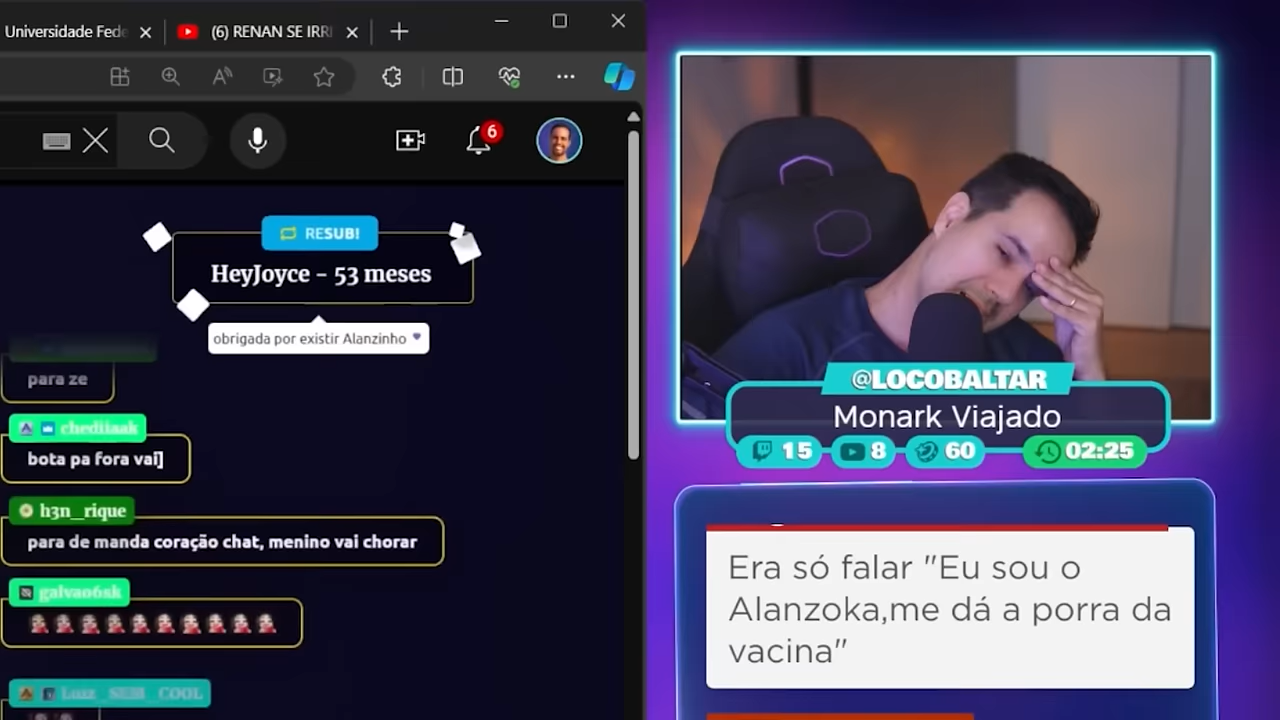 Universidade Fede
(6) RENAN SE IRRI
6
RESUB!
HeyJoyce - 53 meses
obrigada por existir Alanzinho
para ze
chediiaak
bota pa fora vai]
h3n_rique
para de manda coração chat, menino vai chorar
galvao6sk
@LOCOBALTAR
Monark Viajado
15
8
60
02:25
Era só falar "Eu sou o
Alanzoka,me dá a porra da
vacina"